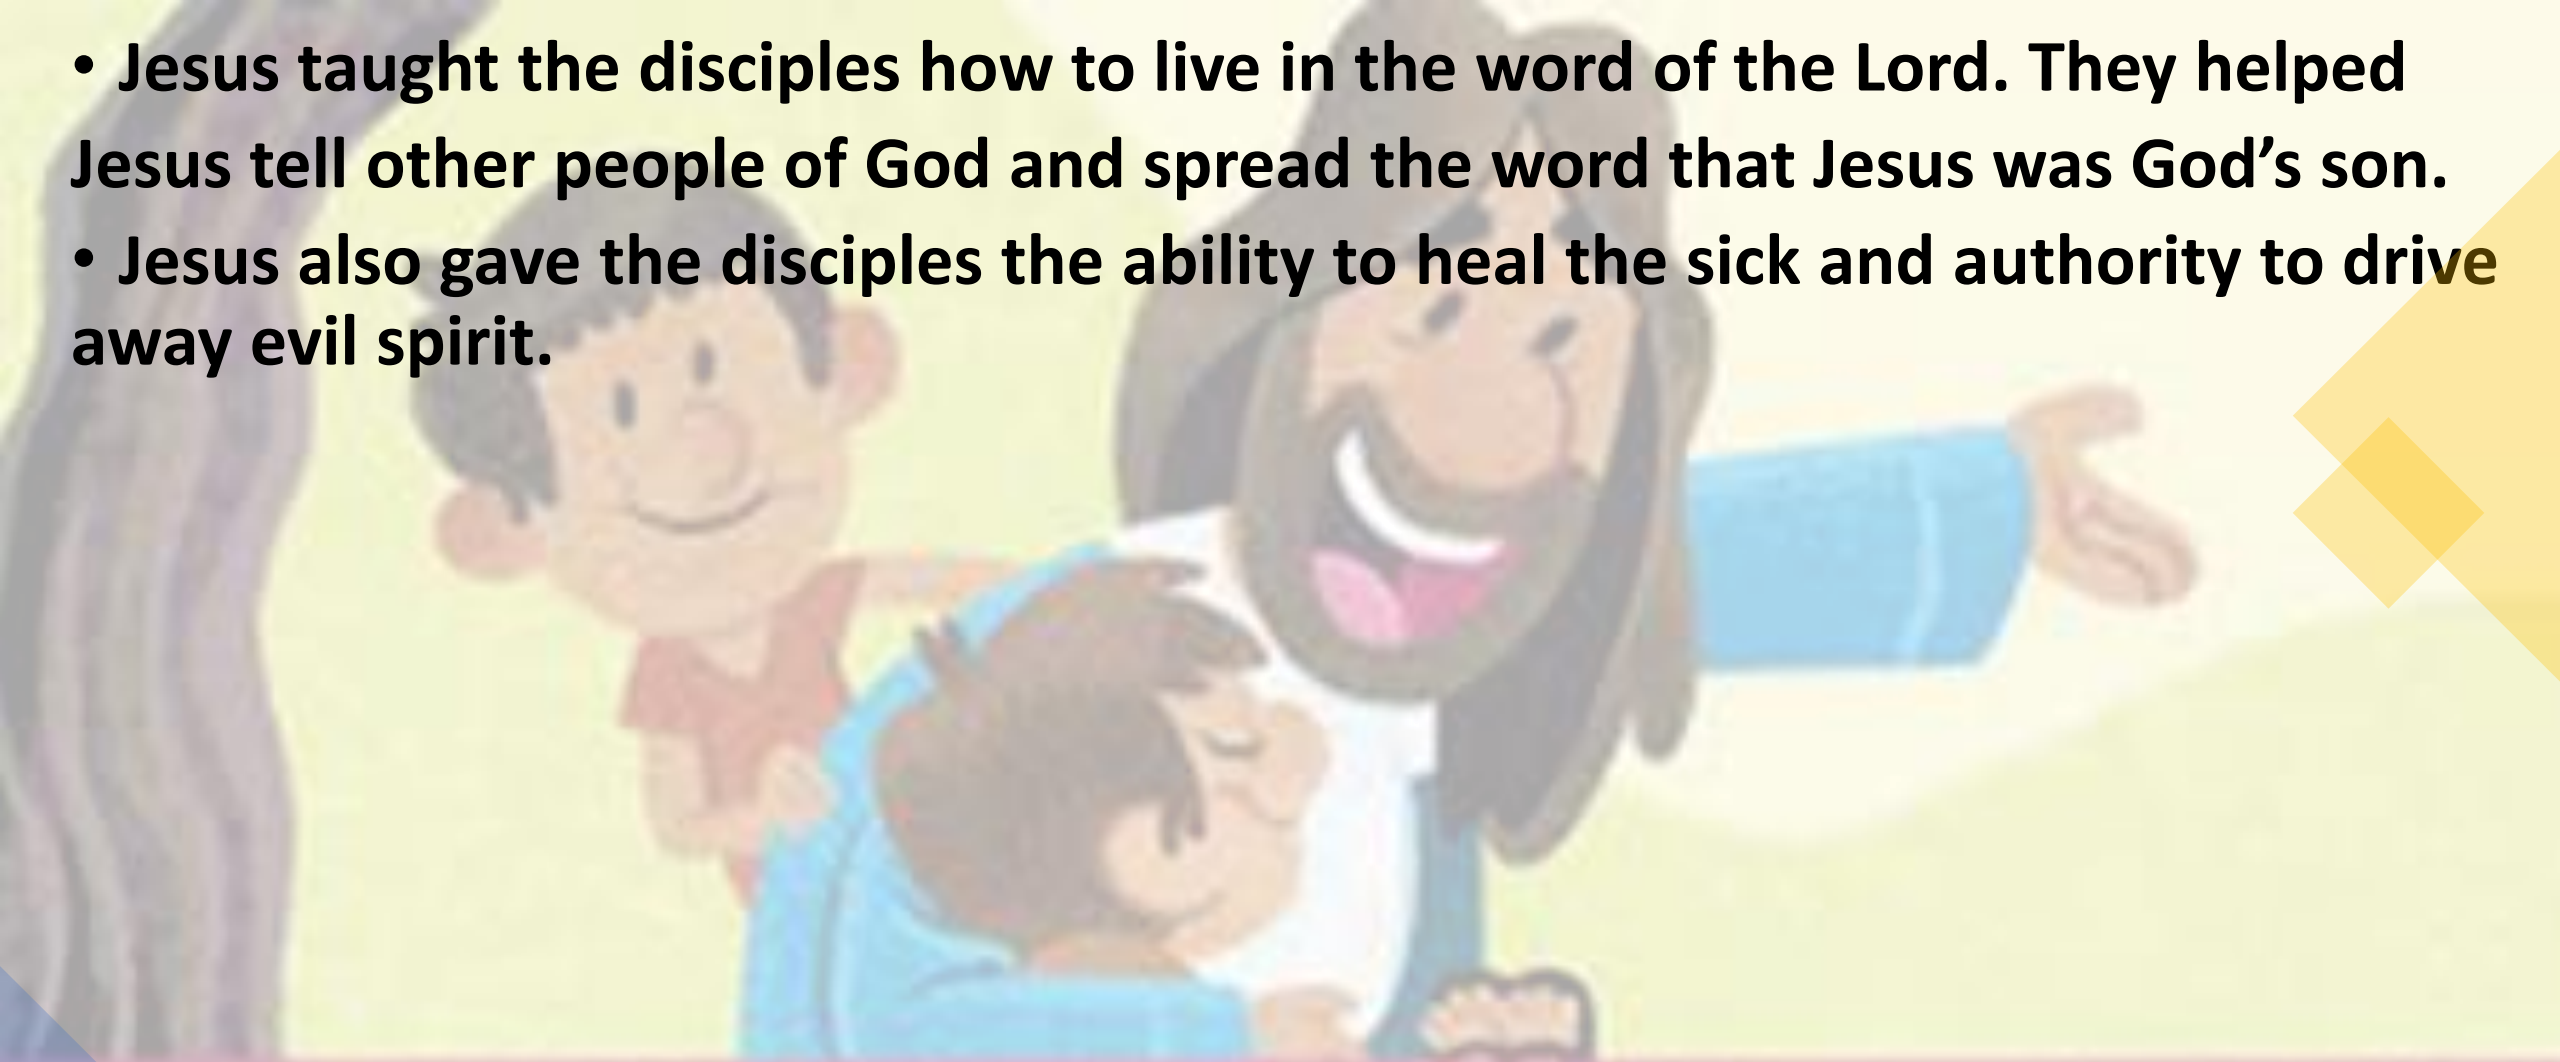 • Jesus taught the disciples how to live in the word of the Lord. They helped
Jesus tell other people of God and spread the word that Jesus was God’s son.
• Jesus also gave the disciples the ability to heal the sick and authority to drive
away evil spirit.